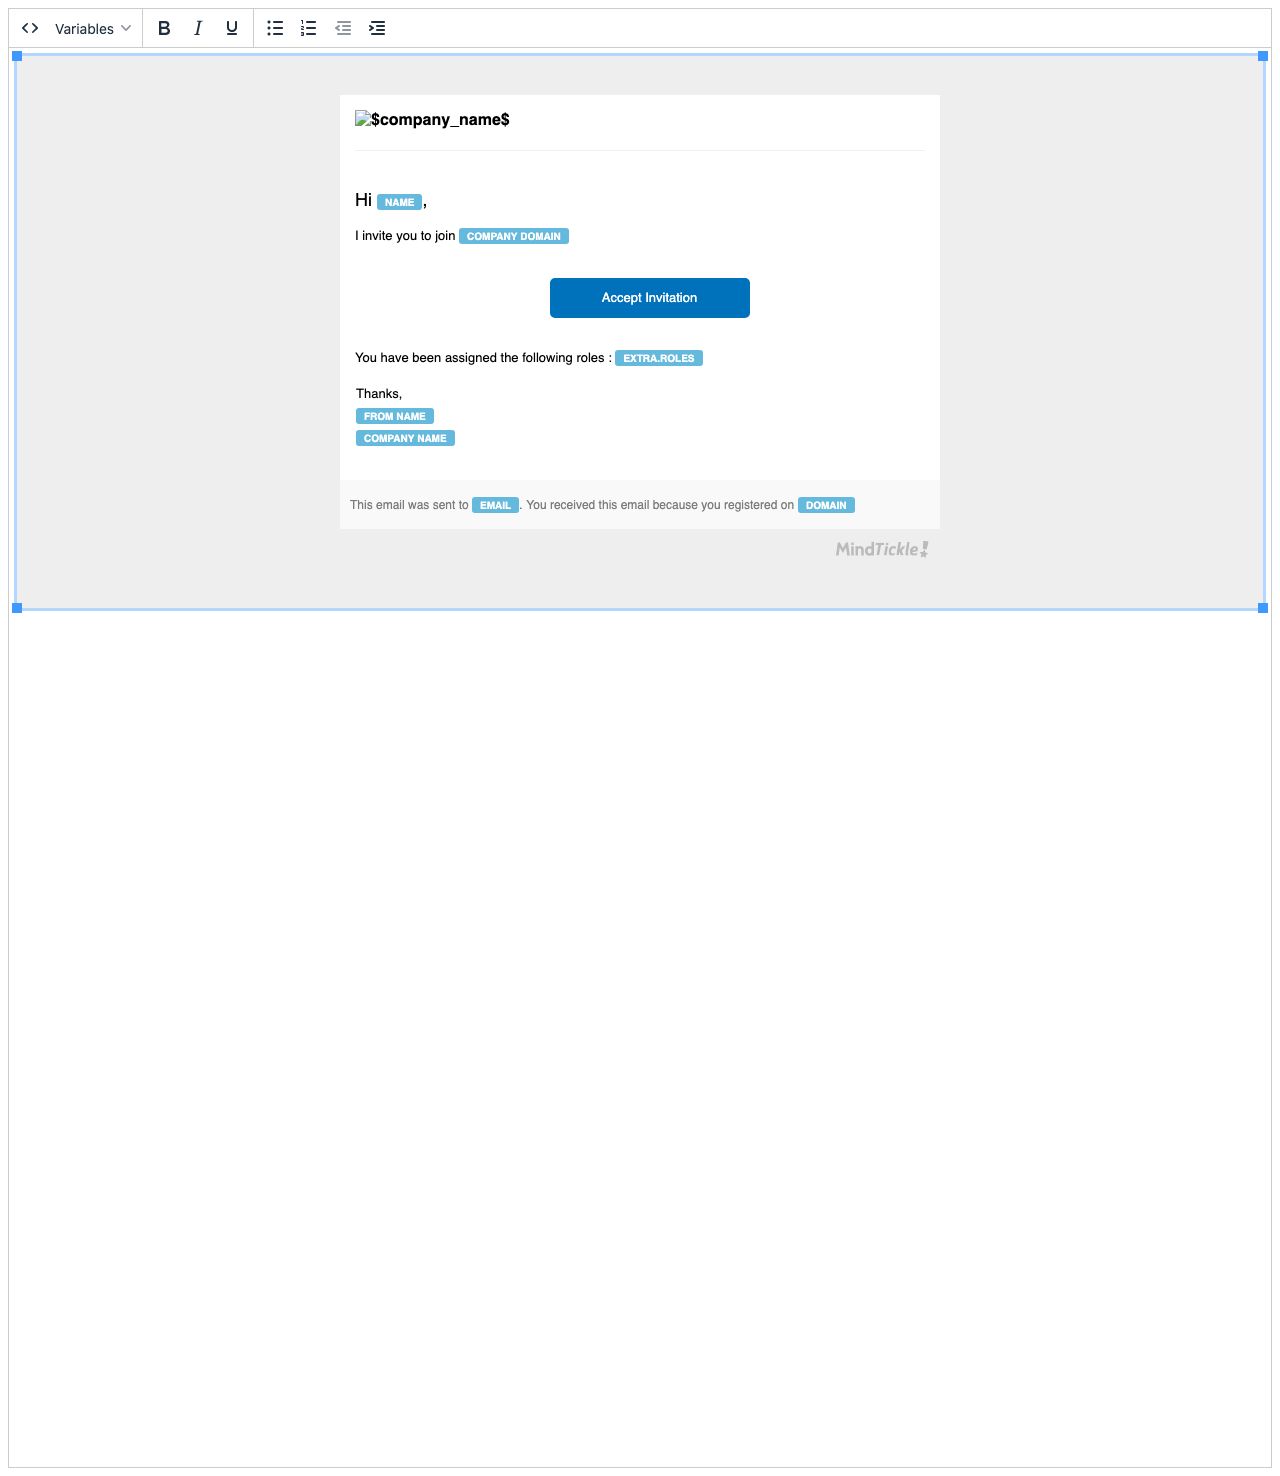 Variables B I U
$company_name$
Hi NAME,
I invite you to join COMPANY DOMAIN
Accept Invitation
You have been assigned the following roles : EXTRA.ROLES
Thanks,
FROM NAME
COMPANY NAME
This email was sent to EMAIL. You received this email because you registered on DOMAIN
MindTickle!